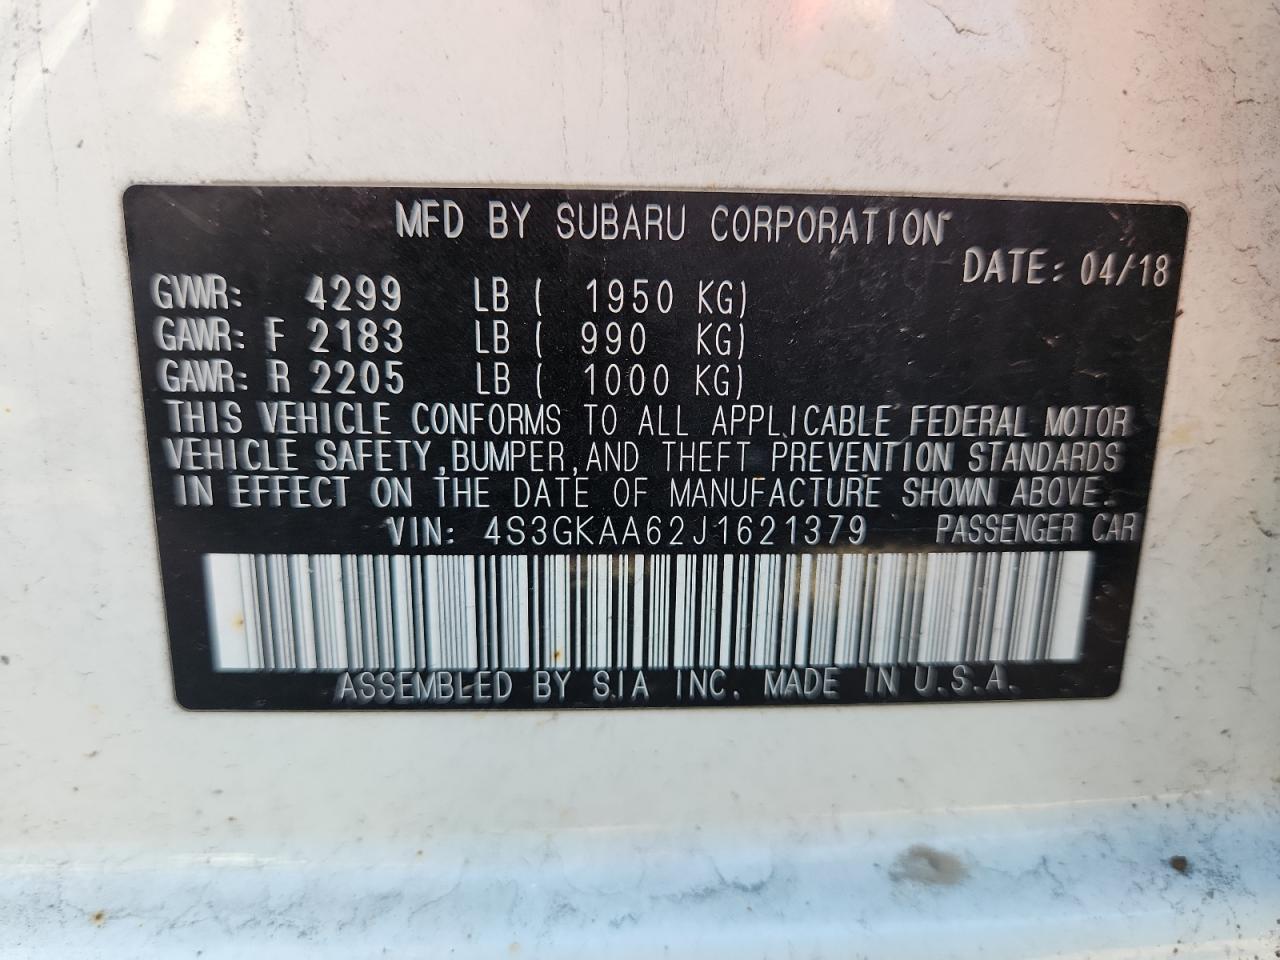 MFD BY SUBARU CORPORATION
DATE: 04/18
GVWR: 4299 LB ( 1950 KG)
GAWR: F 2183 LB ( 990 KG)
GAWR: R 2205 LB ( 1000 KG)
THIS VEHICLE CONFORMS TO ALL APPLICABLE FEDERAL MOTOR
VEHICLE SAFETY,BUMPER,AND THEFT PREVENTION STANDARDS
IN EFFECT ON THE DATE OF MANUFACTURE SHOWN ABOVE.
VIN: 4S3GKAA62J1621379 PASSENGER CAR
ASSEMBLED BY SIA INC. MADE IN U.S.A.